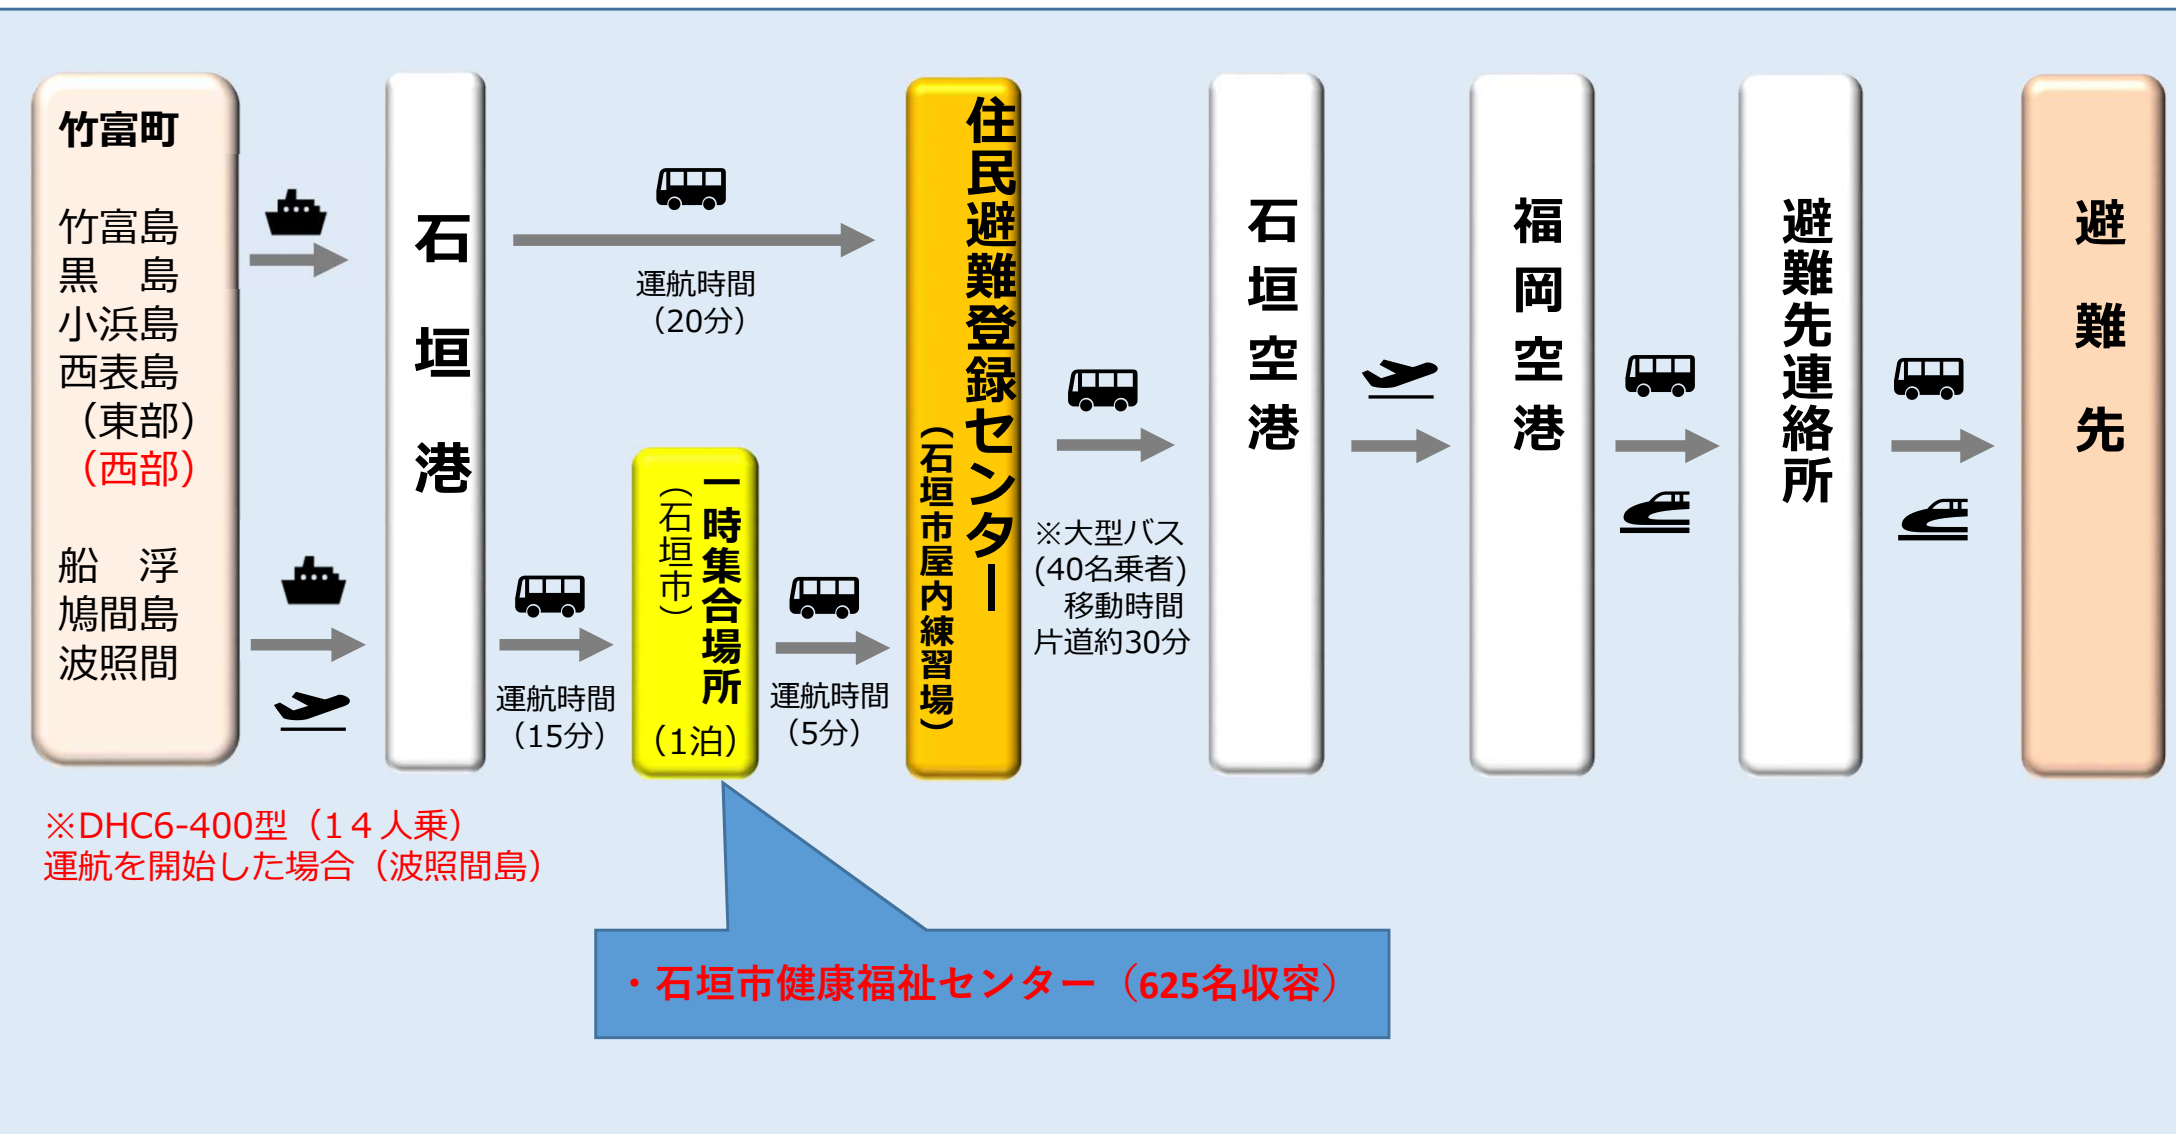 竹富町
竹富島
黒　島
小浜島
西表島
（東部）
（西部）
船　浮
鳩間島
波照間
※DHC6-400型（1４人乗）
運航を開始した場合（波照間島）
石垣港
運航時間
（20分）
運航時間
（15分）
一時集合場所
（石垣市）
（1泊）
運航時間
（5分）
住民避難登録センター
（石垣市屋内練習場）
※大型バス
(40名乗者)
移動時間
片道約30分
石垣空港
福岡空港
避難先連絡所
避難先
・石垣市健康福祉センター（625名収容）